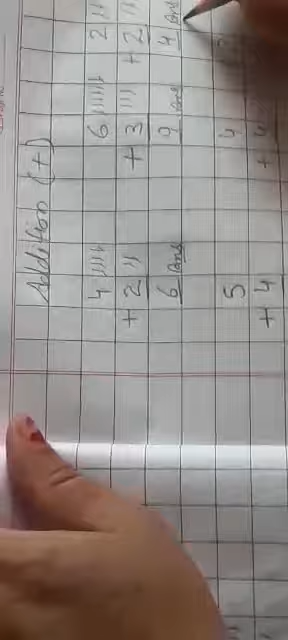 Addition (+)
4 6 2
+2 +3 +2
6 Ans 9 Ans 4 Ans
5 4
+4 +4